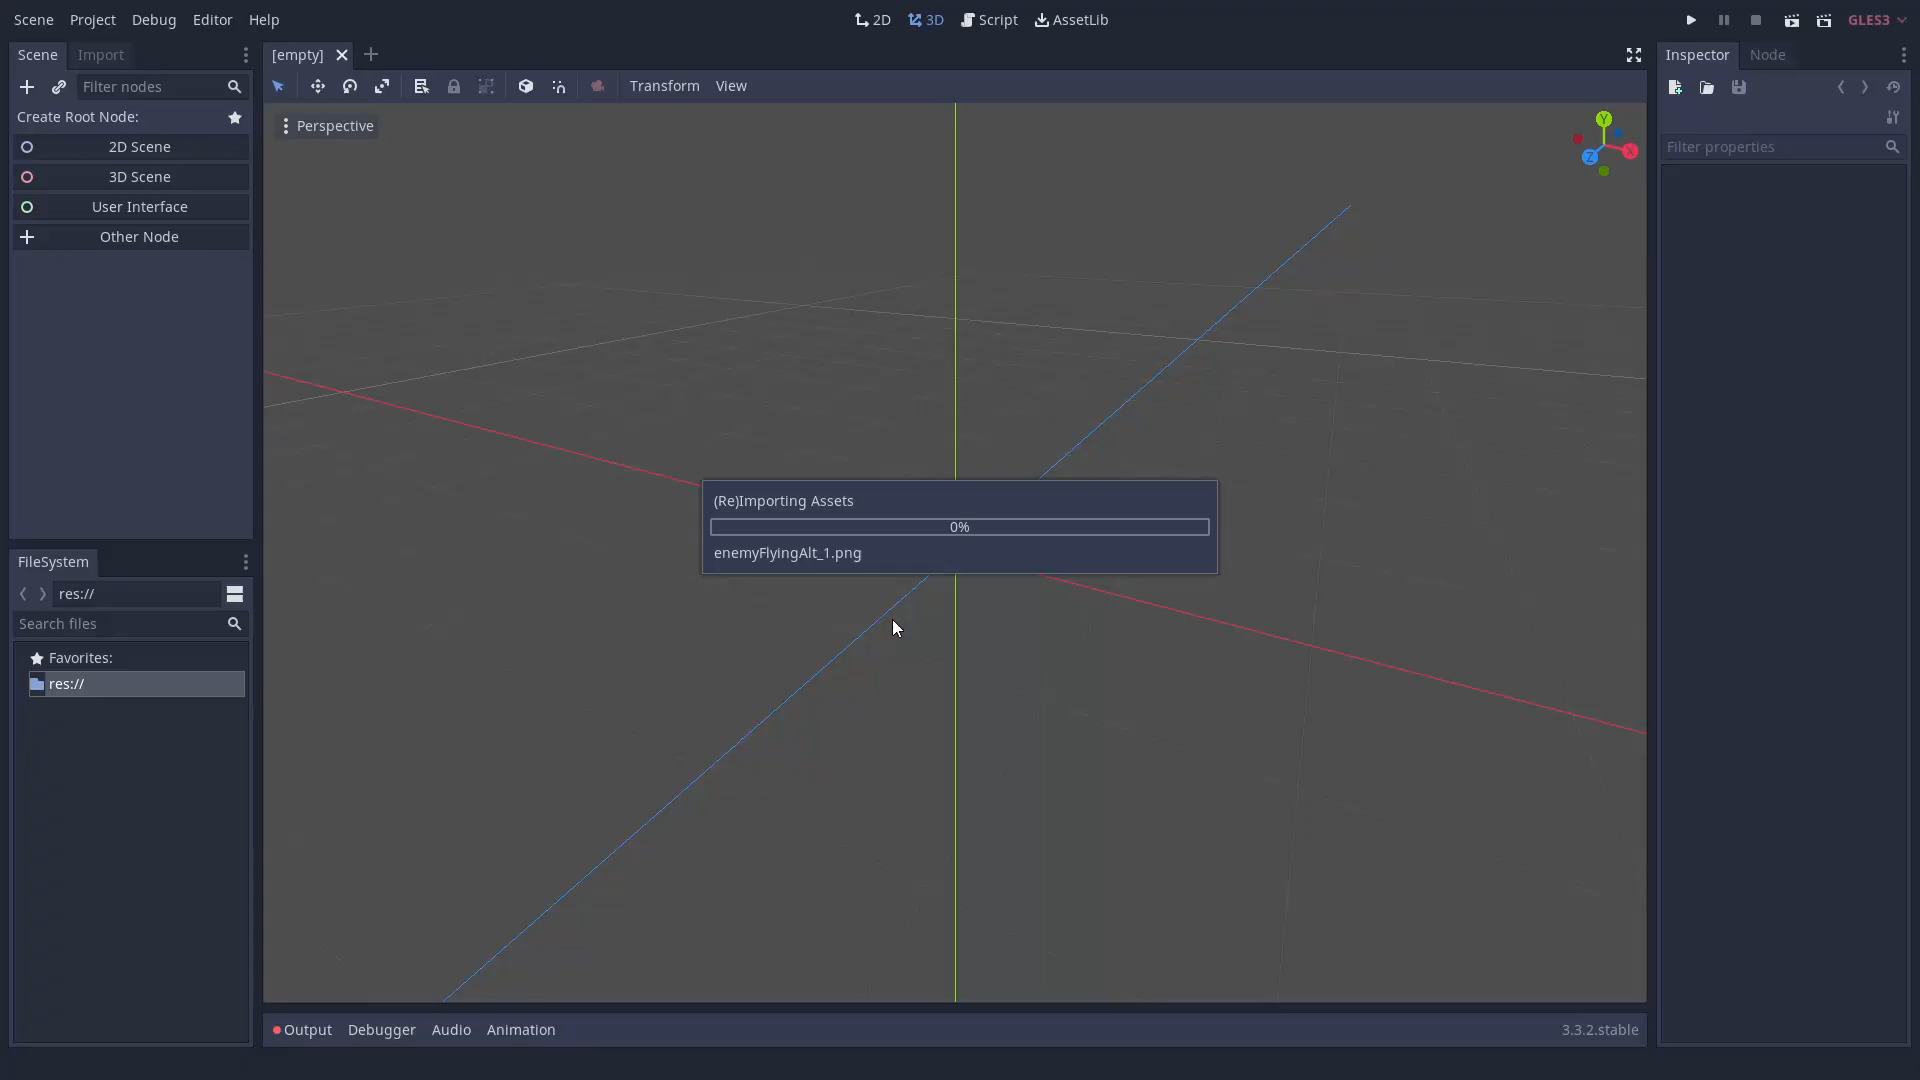 Scene Project Debug Editor Help
2D 3D Script AssetLib
GLES3
Scene Import
[empty]
Inspector Node
Filter nodes
Transform View
Create Root Node:
2D Scene
3D Scene
User Interface
Other Node
Perspective
Y
X
Z
Filter properties
(Re)Importing Assets
0%
enemyFlyingAlt_1.png
FileSystem
res://
Search files
Favorites:
res://
Output Debugger Audio Animation
3.3.2.stable